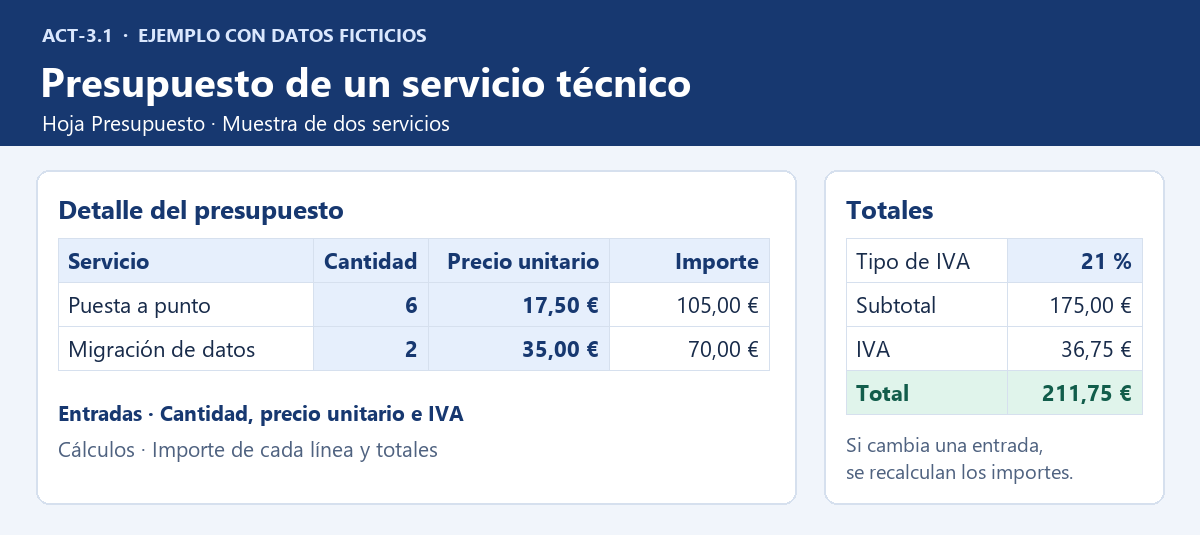 ACT-3.1 · EJEMPLO CON DATOS FICTICIOS
Presupuesto de un servicio técnico
Hoja Presupuesto · Muestra de dos servicios
Detalle del presupuesto
Servicio Cantidad Precio unitario Importe
Puesta a punto 6 17,50 € 105,00 €
Migración de datos 2 35,00 € 70,00 €
Entradas · Cantidad, precio unitario e IVA
Cálculos · Importe de cada línea y totales
Totales
Tipo de IVA 21 %
Subtotal 175,00 €
IVA 36,75 €
Total 211,75 €
Si cambia una entrada,
se recalculan los importes.